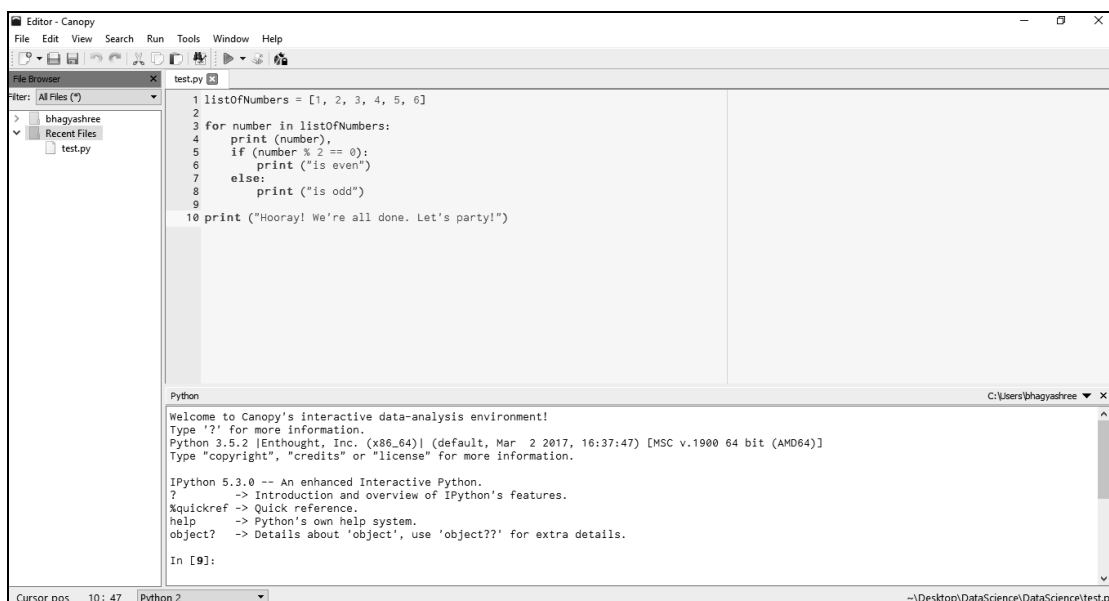 Editor - Canopy
File Edit View Search Run Tools Window Help
File Browser
test.py
Filter: All Files (*)
bhagyashree
Recent Files
test.py
1 listOfNumbers = [1, 2, 3, 4, 5, 6]
2
3 for number in listOfNumbers:
4     print (number),
5     if (number % 2 == 0):
6         print ("is even")
7     else:
8         print ("is odd")
9
10 print ("Hooray! We're all done. Let's party!")
Python C:\Users\bhagyashree
Welcome to Canopy's interactive data-analysis environment!
Type '?' for more information.
Python 3.5.2 |Enthought, Inc. (x86_64)| (default, Mar  2 2017, 16:37:47) [MSC v.1900 64 bit (AMD64)]
Type "copyright", "credits" or "license" for more information.
IPython 5.3.0 -- An enhanced Interactive Python.
?         -> Introduction and overview of IPython's features.
%quickref -> Quick reference.
help      -> Python's own help system.
object?   -> Details about 'object', use 'object??' for extra details.
In [9]:
Cursor pos 10: 47 Python 2 ~\Desktop\DataScience\DataScience\test.p